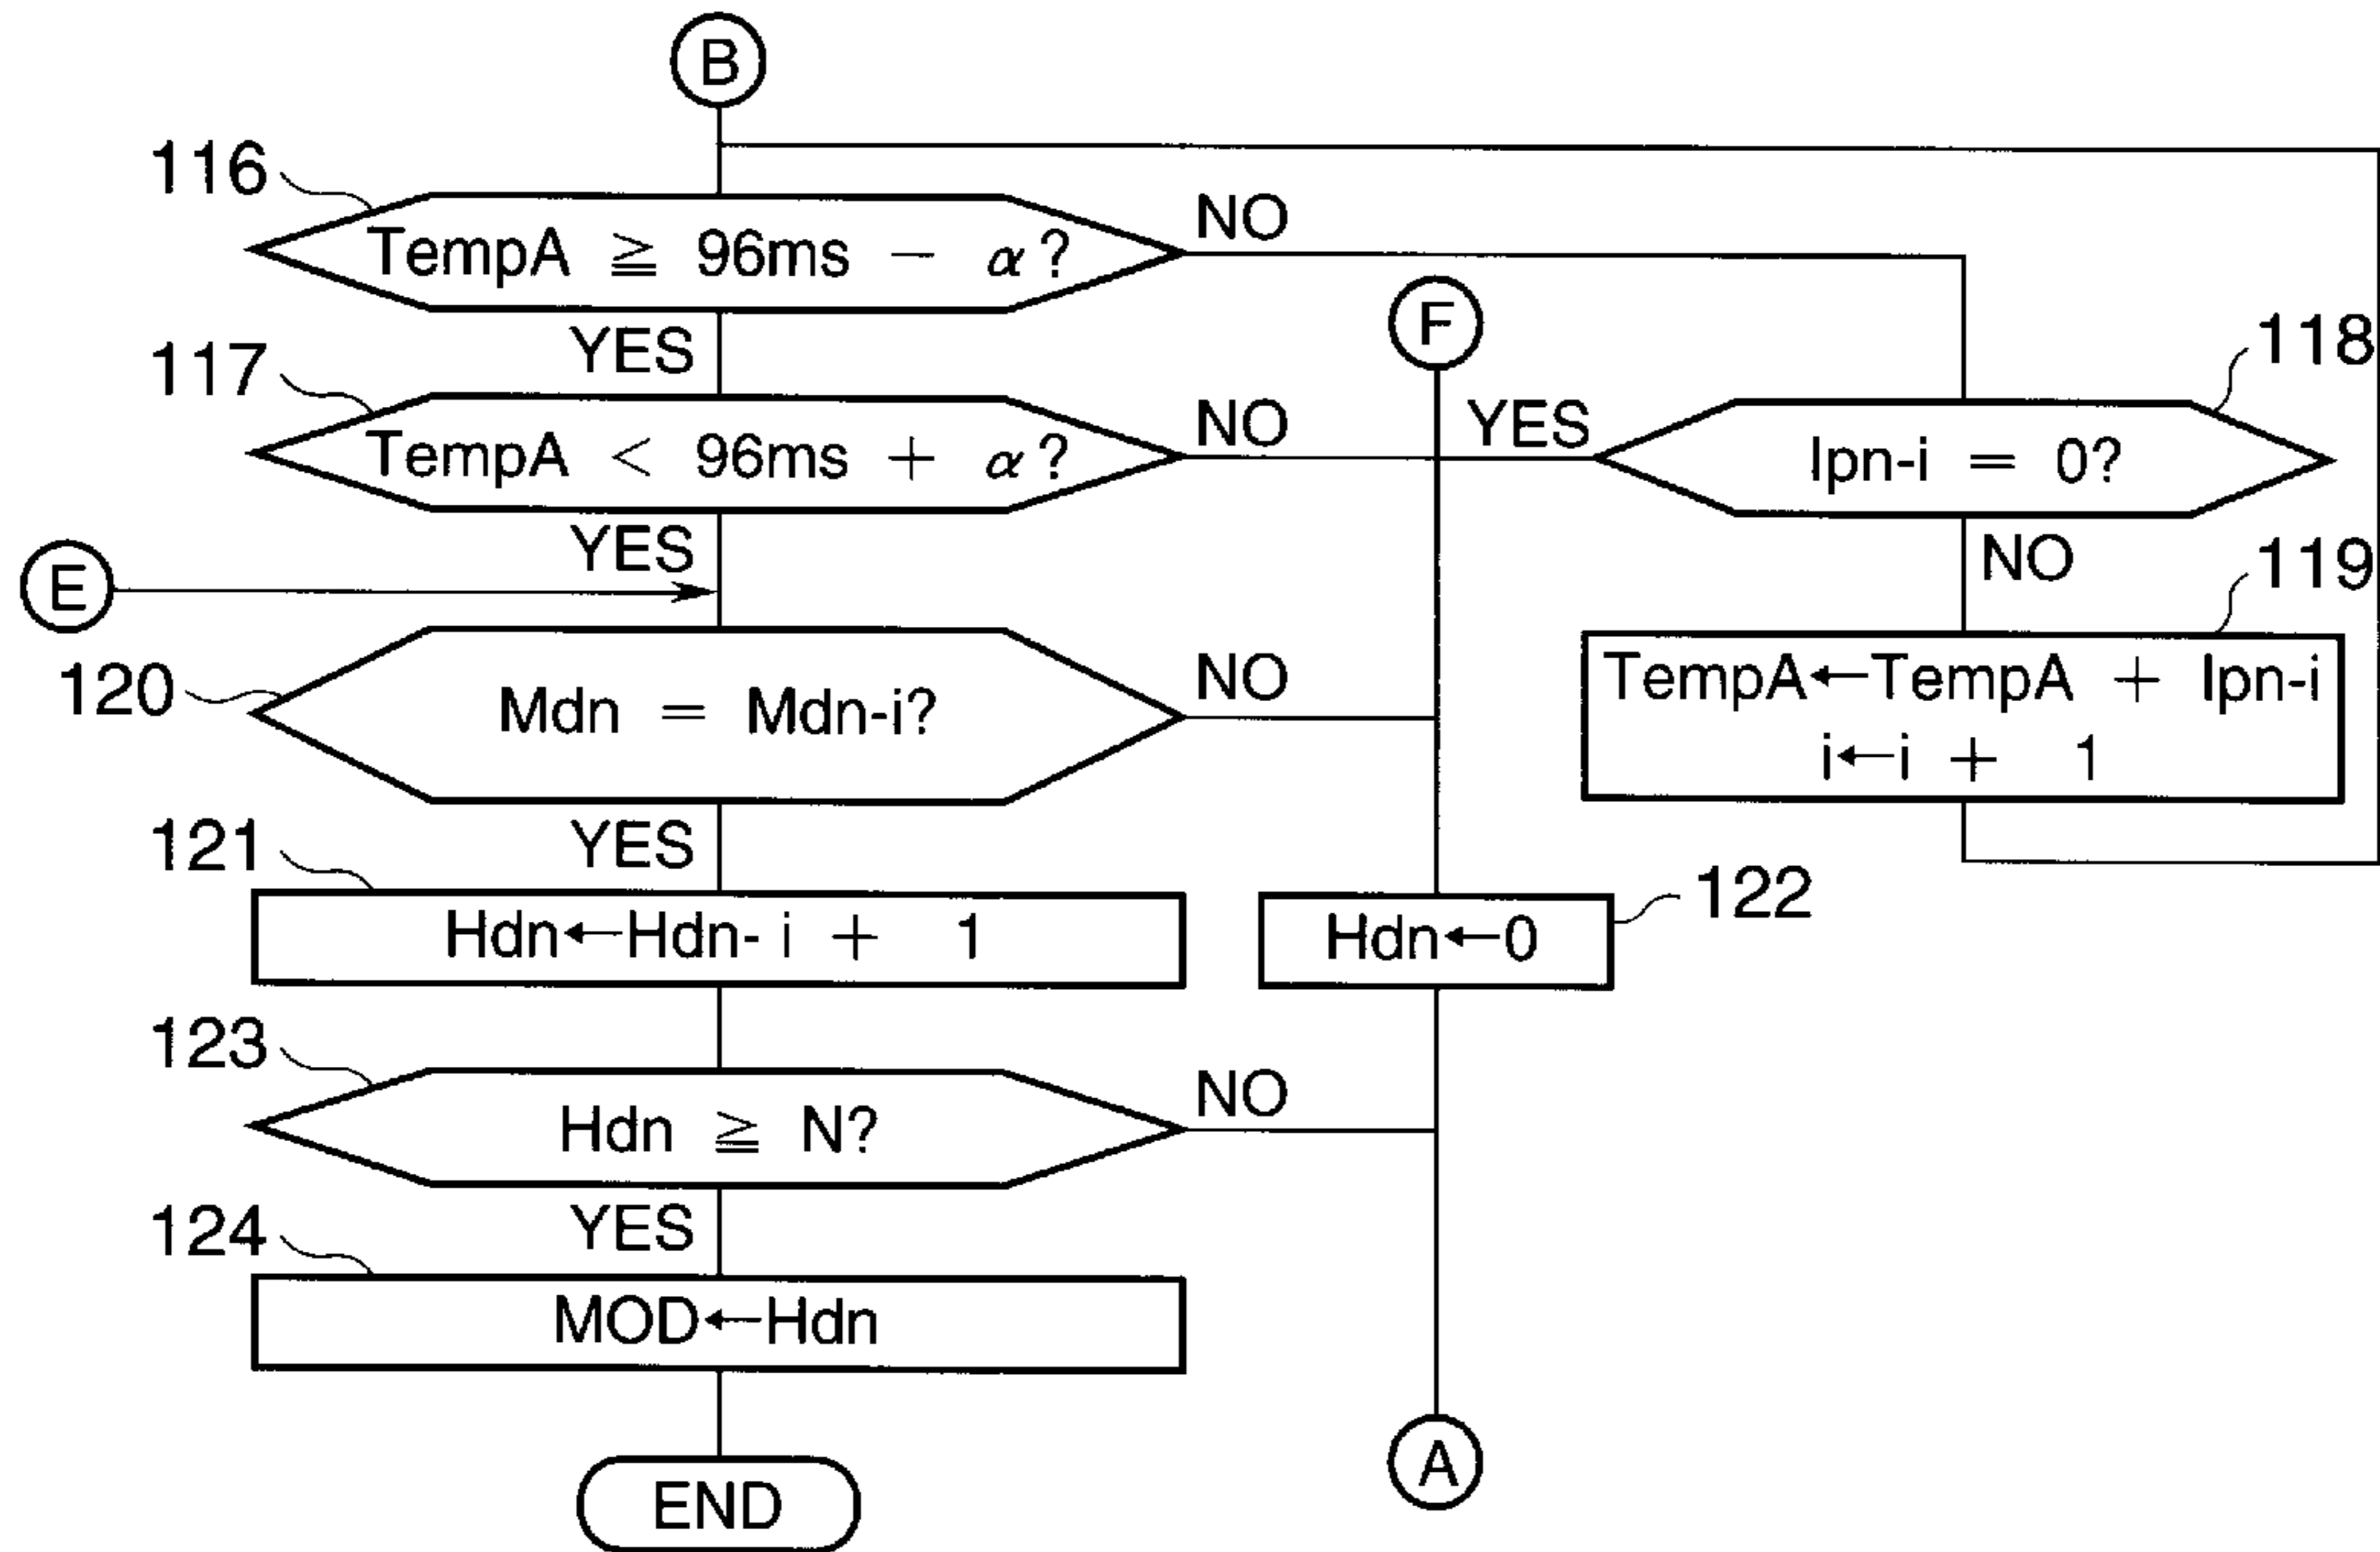 B
116
TempA ≧ 96ms − α?
NO
YES
F
117
TempA < 96ms + α?
NO
YES
118
Ipn-i = 0?
YES
NO
E
119
TempA←TempA + Ipn-i
i←i + 1
120
Mdn = Mdn-i?
NO
YES
121
Hdn←Hdn- i + 1
122
Hdn←0
123
Hdn ≧ N?
NO
YES
124
MOD←Hdn
A
END